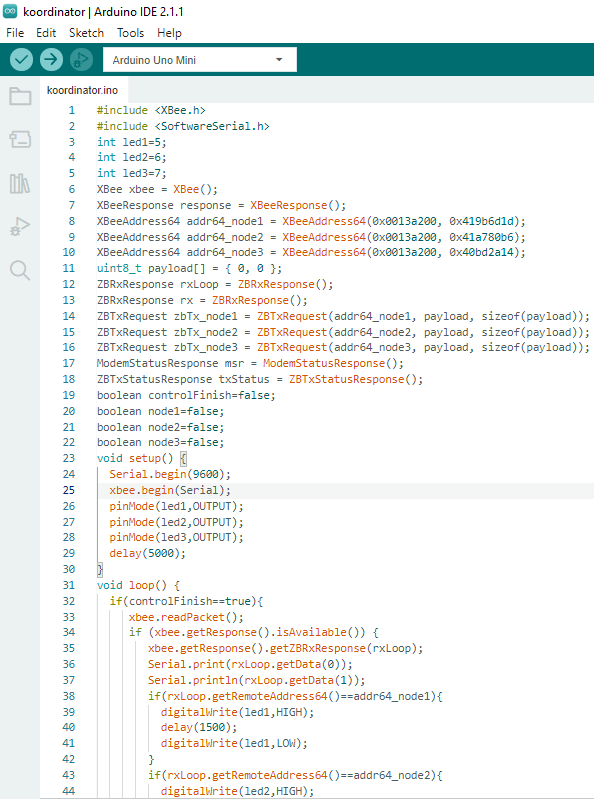 koordinator | Arduino IDE 2.1.1
File Edit Sketch Tools Help
Arduino Uno Mini
koordinator.ino
1 #include <XBee.h>
2 #include <SoftwareSerial.h>
3 int led1=5;
4 int led2=6;
5 int led3=7;
6 XBee xbee = XBee();
7 XBeeResponse response = XBeeResponse();
8 XBeeAddress64 addr64_node1 = XBeeAddress64(0x0013a200, 0x419b6d1d);
9 XBeeAddress64 addr64_node2 = XBeeAddress64(0x0013a200, 0x41a780b6);
10 XBeeAddress64 addr64_node3 = XBeeAddress64(0x0013a200, 0x40bd2a14);
11 uint8_t payload[] = { 0, 0 };
12 ZBRxResponse rxLoop = ZBRxResponse();
13 ZBRxResponse rx = ZBRxResponse();
14 ZBTxRequest zbTx_node1 = ZBTxRequest(addr64_node1, payload, sizeof(payload));
15 ZBTxRequest zbTx_node2 = ZBTxRequest(addr64_node2, payload, sizeof(payload));
16 ZBTxRequest zbTx_node3 = ZBTxRequest(addr64_node3, payload, sizeof(payload));
17 ModemStatusResponse msr = ModemStatusResponse();
18 ZBTxStatusResponse txStatus = ZBTxStatusResponse();
19 boolean controlFinish=false;
20 boolean node1=false;
21 boolean node2=false;
22 boolean node3=false;
23 void setup() {
24 Serial.begin(9600);
25 xbee.begin(Serial);
26 pinMode(led1,OUTPUT);
27 pinMode(led2,OUTPUT);
28 pinMode(led3,OUTPUT);
29 delay(5000);
30 }
31 void loop() {
32 if(controlFinish==true){
33 xbee.readPacket();
34 if (xbee.getResponse().isAvailable()) {
35 xbee.getResponse().getZBRxResponse(rxLoop);
36 Serial.print(rxLoop.getData(0));
37 Serial.println(rxLoop.getData(1));
38 if(rxLoop.getRemoteAddress64()==addr64_node1){
39 digitalWrite(led1,HIGH);
40 delay(1500);
41 digitalWrite(led1,LOW);
42 }
43 if(rxLoop.getRemoteAddress64()==addr64_node2){
44 digitalWrite(led2,HIGH);